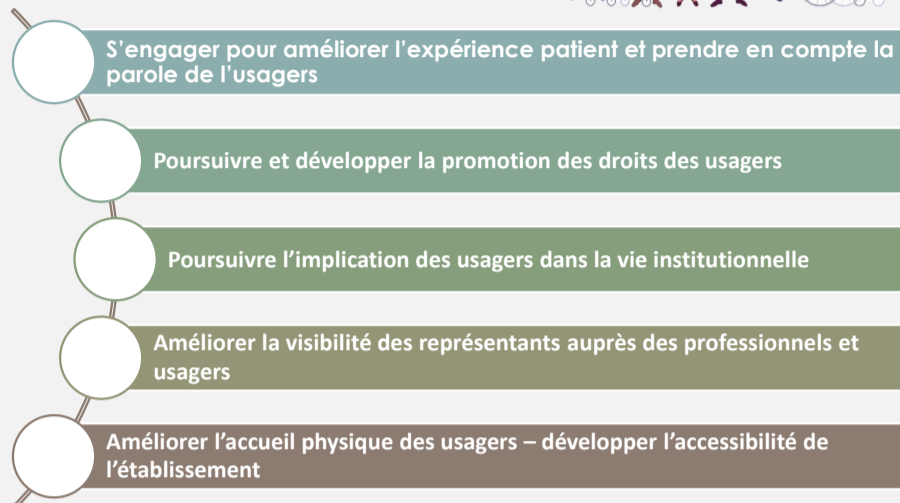 S’engager pour améliorer l’expérience patient et prendre en compte la
parole de l’usagers
Poursuivre et développer la promotion des droits des usagers
Poursuivre l’implication des usagers dans la vie institutionnelle
Améliorer la visibilité des représentants auprès des professionnels et
usagers
Améliorer l’accueil physique des usagers – développer l’accessibilité de
l’établissement